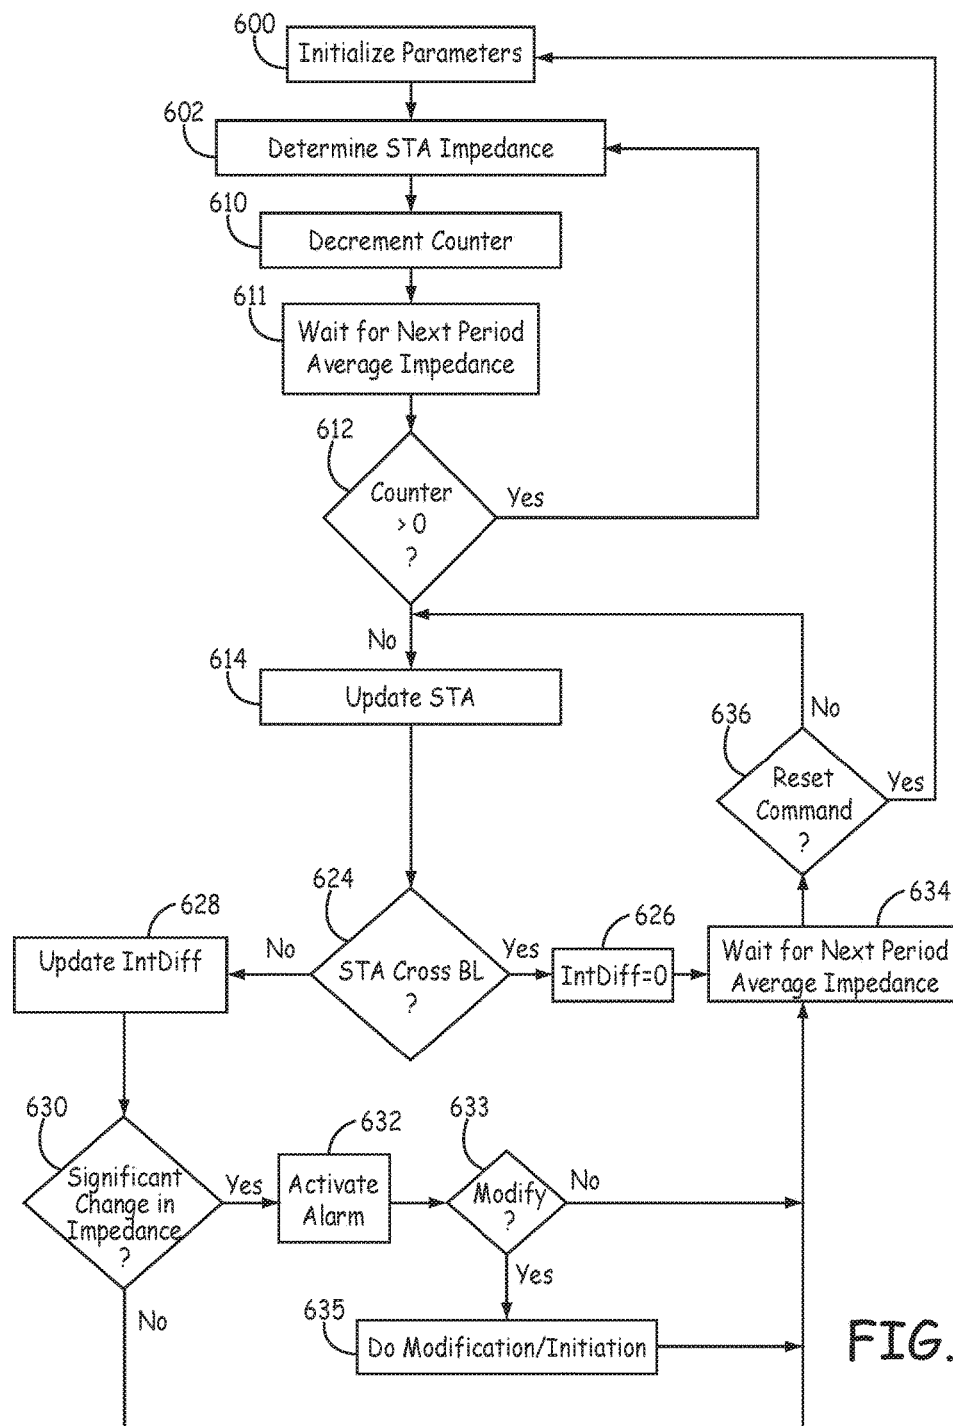 600
Initialize Parameters
602
Determine STA Impedance
610
Decrement Counter
611
Wait for Next Period
Average Impedance
612
Counter
> 0
?
Yes
No
614
Update STA
636
Reset
Command
?
No
Yes
624
STA Cross BL
?
No
Yes
628
Update IntDiff
626
IntDiff=0
634
Wait for Next Period
Average Impedance
630
Significant
Change in
Impedance
?
Yes
No
632
Activate
Alarm
633
Modify
?
No
Yes
635
Do Modification/Initiation
FIG.